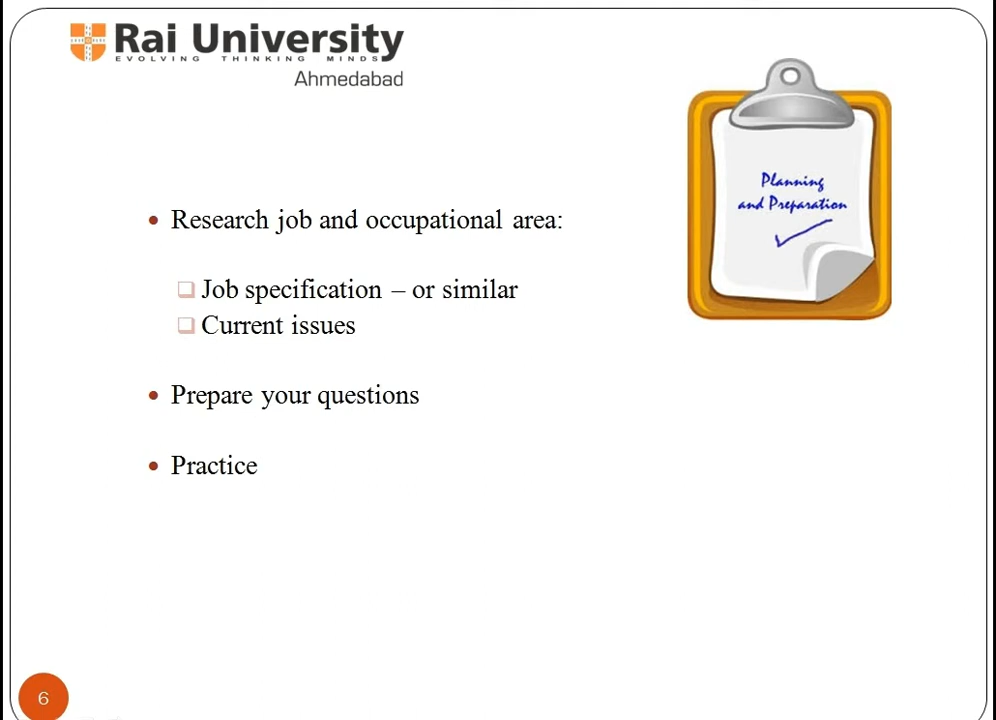 Rai University
EVOLVING THINKING MINDS
Ahmedabad
Planning
and Preparation
• Research job and occupational area:
❑ Job specification – or similar
❑ Current issues
• Prepare your questions
• Practice
6